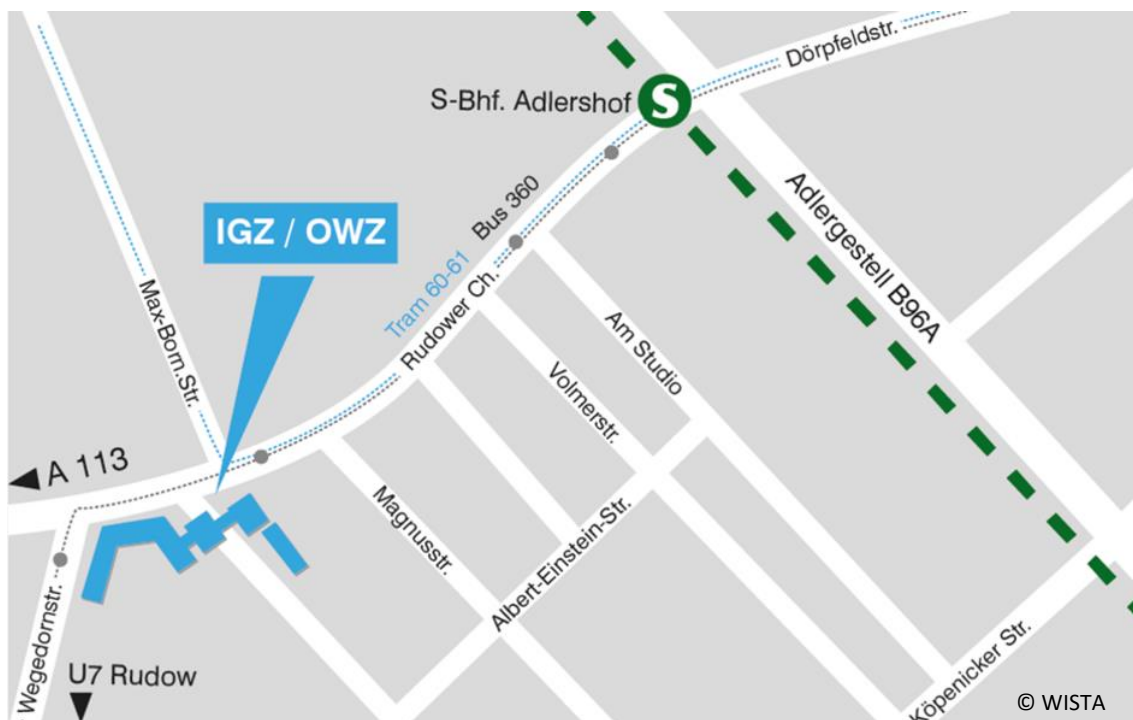 Dörpfeldstr.
S-Bhf. Adlershof
S
Adlergestell B96A
IGZ / OWZ
Tram 60-61
Bus 360
Rudower Ch.
Max-Born.Str.
Am Studio
Volmerstr.
A 113
Magnusstr.
Albert-Einstein-Str.
Wegedornstr.
U7 Rudow
Köpenicker Str.
© WISTA